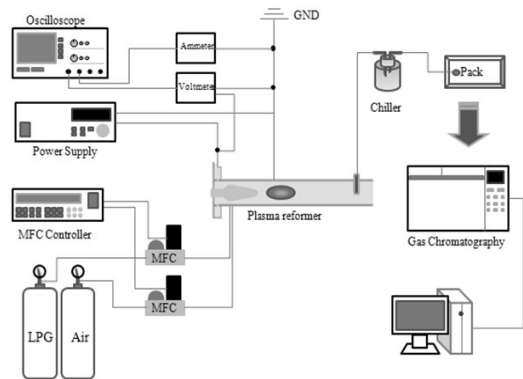 Oscilloscope
GND
Ammeter
Voltmeter
Power Supply
Chiller
Pack
MFC Controller
Plasma reformer
MFC
MFC
LPG
Air
Gas Chromatography